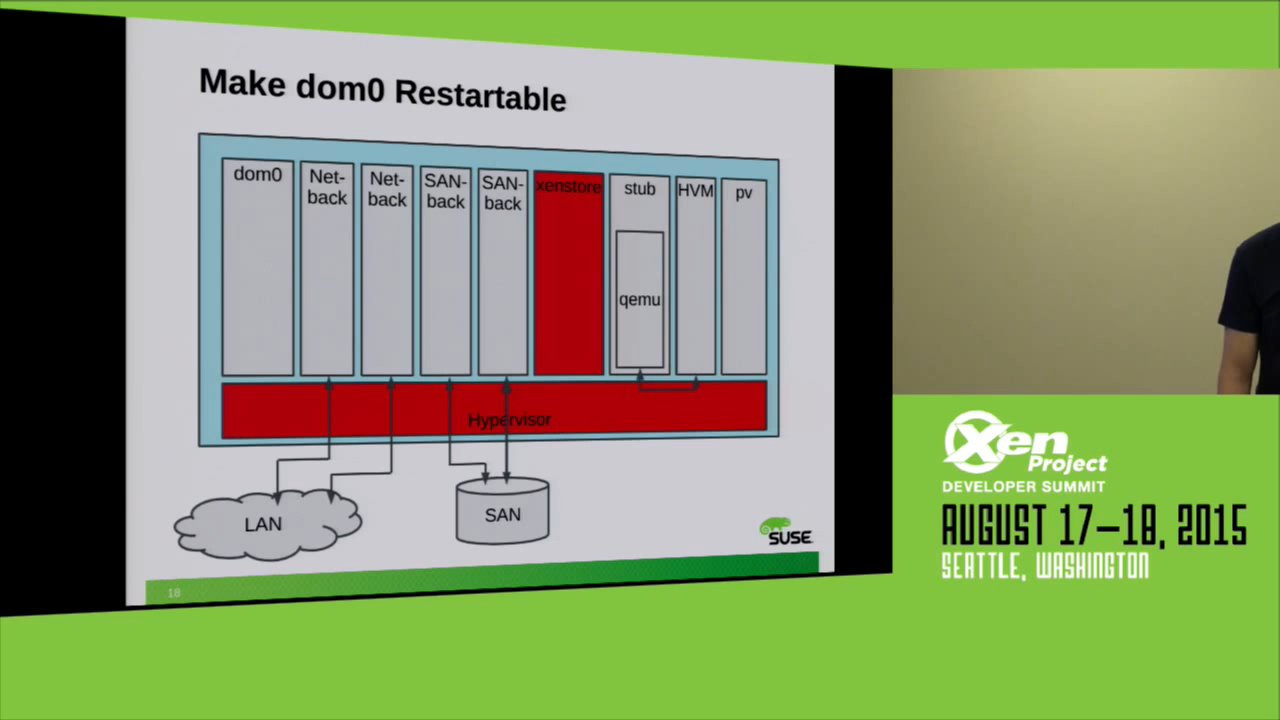 Make dom0 Restartable
dom0
Net-
back
Net-
back
SAN-
back
SAN-
back
xenstore
stub
HVM
pv
qemu
Hypervisor
LAN
SAN
SUSE
18
Xen
Project
DEVELOPER SUMMIT
AUGUST 17–18, 2015
SEATTLE, WASHINGTON